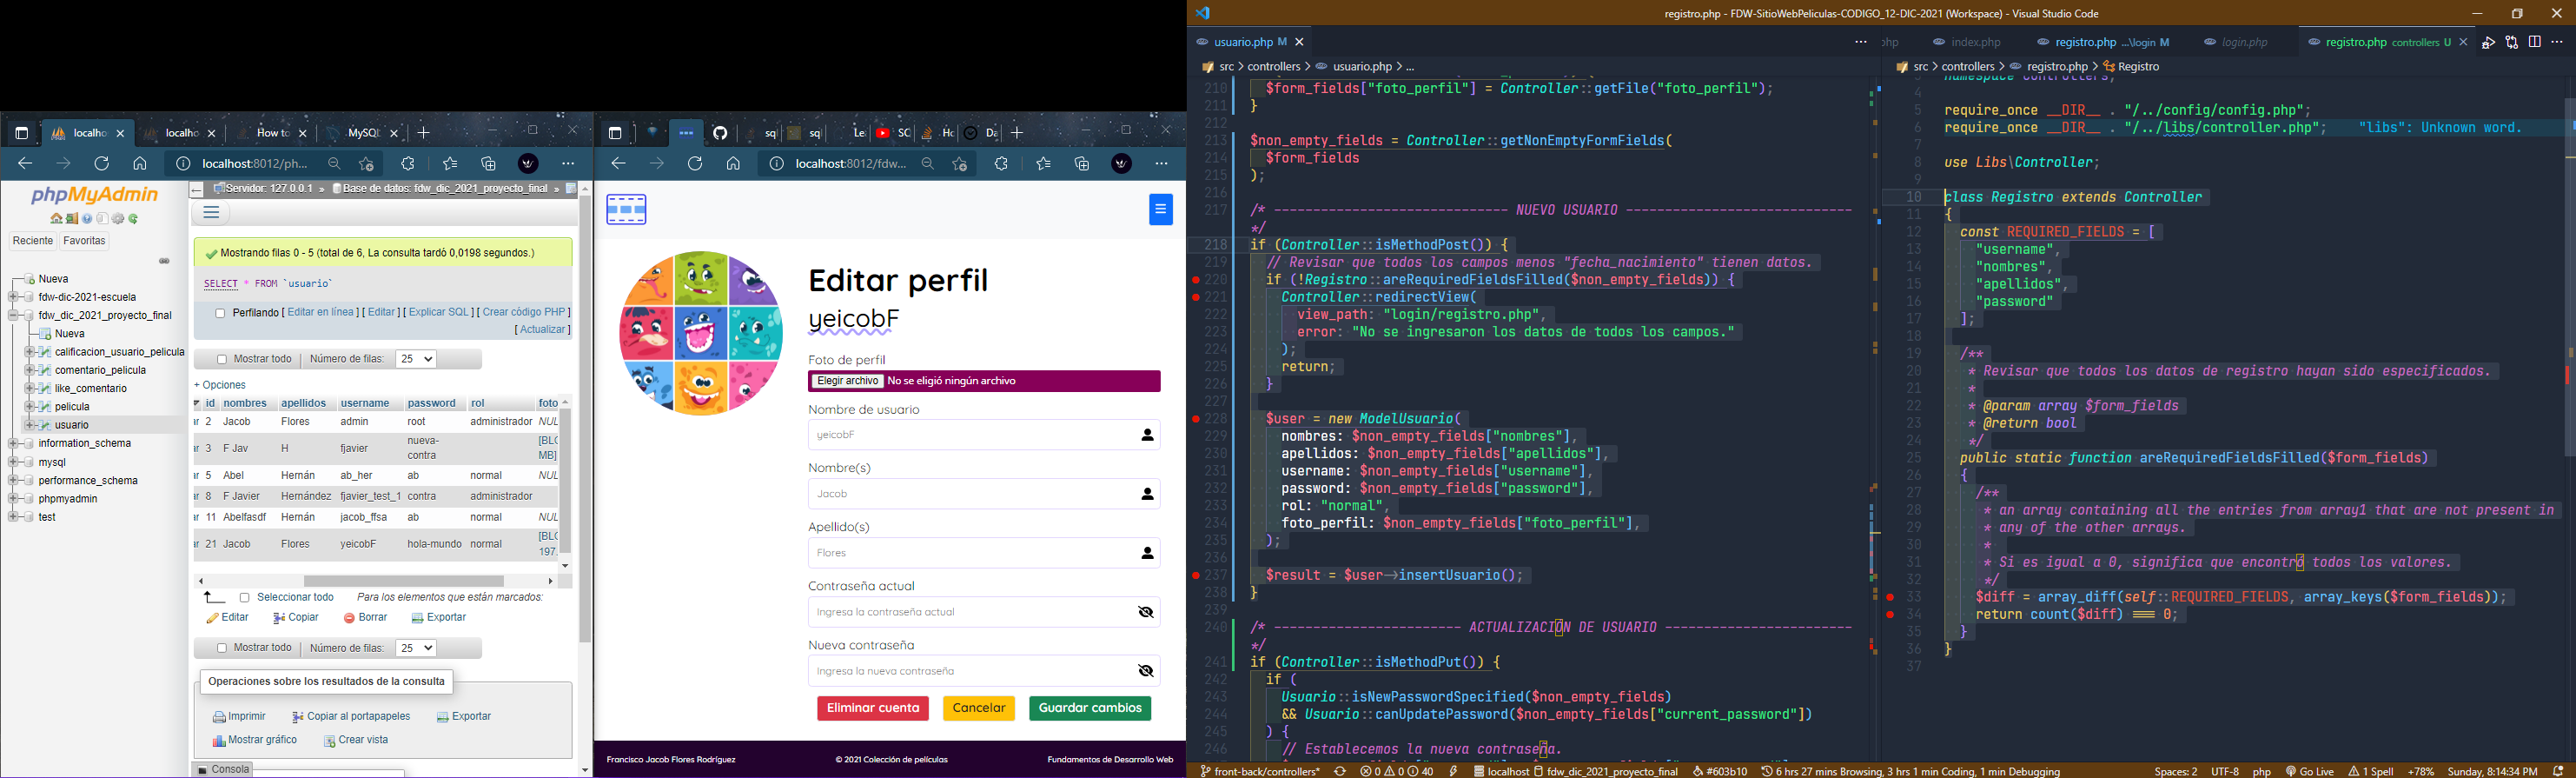 localho
localho
How to
MySQL
localhost:8012/ph...
phpMyAdmin
Reciente Favoritas
Nueva
fdw-dic-2021-escuela
fdw_dic_2021_proyecto_final
Nueva
calificacion_usuario_pelicula
comentario_pelicula
like_comentario
pelicula
usuario
information_schema
mysql
performance_schema
phpmyadmin
test
Servidor: 127.0.0.1 » Base de datos: fdw_dic_2021_proyecto_final »
Mostrando filas 0 - 5 (total de 6, La consulta tardó 0,0198 segundos.)
SELECT * FROM `usuario`
Perfilando [ Editar en línea ] [ Editar ] [ Explicar SQL ] [ Crear código PHP ]
[ Actualizar ]
Mostrar todo Número de filas: 25
+ Opciones
id nombres apellidos username password rol foto
ar 2 Jacob Flores admin root administrador NUL
ar 3 F Jav H fjavier nueva-contra [BLO MB]
ar 5 Abel Hernán ab_her ab normal NUL
ar 8 F Javier Hernández fjavier_test_1 contra administrador
ar 11 Abelfasdf Hernán jacob_ffsa ab normal NUL
ar 21 Jacob Flores yeicobF hola-mundo normal [BLO 197.
Seleccionar todo Para los elementos que están marcados:
Editar Copiar Borrar Exportar
Mostrar todo Número de filas: 25
Operaciones sobre los resultados de la consulta
Imprimir Copiar al portapapeles Exportar
Mostrar gráfico Crear vista
Consola
sq
sql
Le
SC
Ho
Da
localhost:8012/fdw...
Editar perfil
yeicobF
Foto de perfil
Elegir archivo No se eligió ningún archivo
Nombre de usuario
yeicobF
Nombre(s)
Jacob
Apellido(s)
Flores
Contraseña actual
Ingresa la contraseña actual
Nueva contraseña
Ingresa la nueva contraseña
Eliminar cuenta Cancelar Guardar cambios
Francisco Jacob Flores Rodríguez © 2021 Colección de películas Fundamentos de Desarrollo Web
registro.php - FDW-SitioWebPeliculas-CODIGO_12-DIC-2021 (Workspace) - Visual Studio Code
usuario.php M
src > controllers > usuario.php > ...
210 $form_fields["foto_perfil"] = Controller::getFile("foto_perfil");
211 }
212
213 $non_empty_fields = Controller::getNonEmptyFormFields(
214 $form_fields
215 );
216
217 /* ------------------------------ NUEVO USUARIO -----------------------------
*/
218 if (Controller::isMethodPost()) {
219 // Revisar que todos los campos menos "fecha_nacimiento" tienen datos.
220 if (!Registro::areRequiredFieldsFilled($non_empty_fields)) {
221 Controller::redirectView(
222 view_path: "login/registro.php",
223 error: "No se ingresaron los datos de todos los campos."
224 );
225 return;
226 }
227
228 $user = new ModelUsuario(
229 nombres: $non_empty_fields["nombres"],
230 apellidos: $non_empty_fields["apellidos"],
231 username: $non_empty_fields["username"],
232 password: $non_empty_fields["password"],
233 rol: "normal",
234 foto_perfil: $non_empty_fields["foto_perfil"],
235 );
236
237 $result = $user->insertUsuario();
238 }
239
240 /* ------------------------ ACTUALIZACIÓN DE USUARIO ------------------------
*/
241 if (Controller::isMethodPut()) {
242 if (
243 Usuario::isNewPasswordSpecified($non_empty_fields)
244 && Usuario::canUpdatePassword($non_empty_fields["current_password"])
245 ) {
246 // Establecemos la nueva contraseña.
php index.php registro.php ...\login M login.php registro.php controllers U
src > controllers > registro.php > Registro
3 namespace Controllers;
4
5 require_once __DIR__ . "/../config/config.php";
6 require_once __DIR__ . "/../libs/controller.php"; "libs": Unknown word.
7
8 use Libs\Controller;
9
10 class Registro extends Controller
11 {
12 const REQUIRED_FIELDS = [
13 "username",
14 "nombres",
15 "apellidos",
16 "password"
17 ];
18
19 /**
20 * Revisar que todos los datos de registro hayan sido especificados.
21 *
22 * @param array $form_fields
23 * @return bool
24 */
25 public static function areRequiredFieldsFilled($form_fields)
26 {
27 /**
28 * an array containing all the entries from array1 that are not present in
29 * any of the other arrays.
30 *
31 * Si es igual a 0, significa que encontró todos los valores.
32 */
33 $diff = array_diff(self::REQUIRED_FIELDS, array_keys($form_fields));
34 return count($diff) === 0;
35 }
36 }
37
front-back/controllers* 0 0 40 localhost fdw_dic_2021_proyecto_final #603b10 6 hrs 27 mins Browsing, 3 hrs 1 min Coding, 1 min Debugging Spaces: 2 UTF-8 php Go Live 1 Spell +78% Sunday, 8:14:34 PM